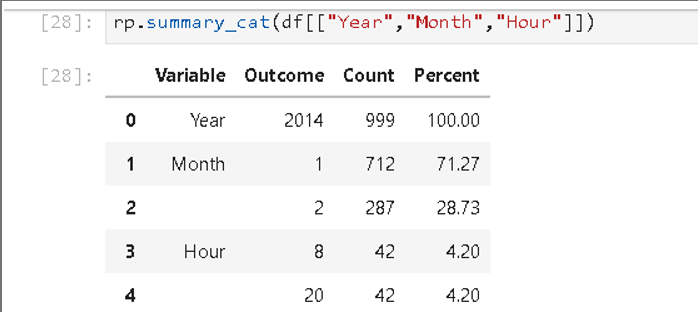 [28]: rp.summary_cat(df[["Year","Month","Hour"]])
[28]:
Variable Outcome Count Percent
0 Year 2014 999 100.00
1 Month 1 712 71.27
2 2 287 28.73
3 Hour 8 42 4.20
4 20 42 4.20